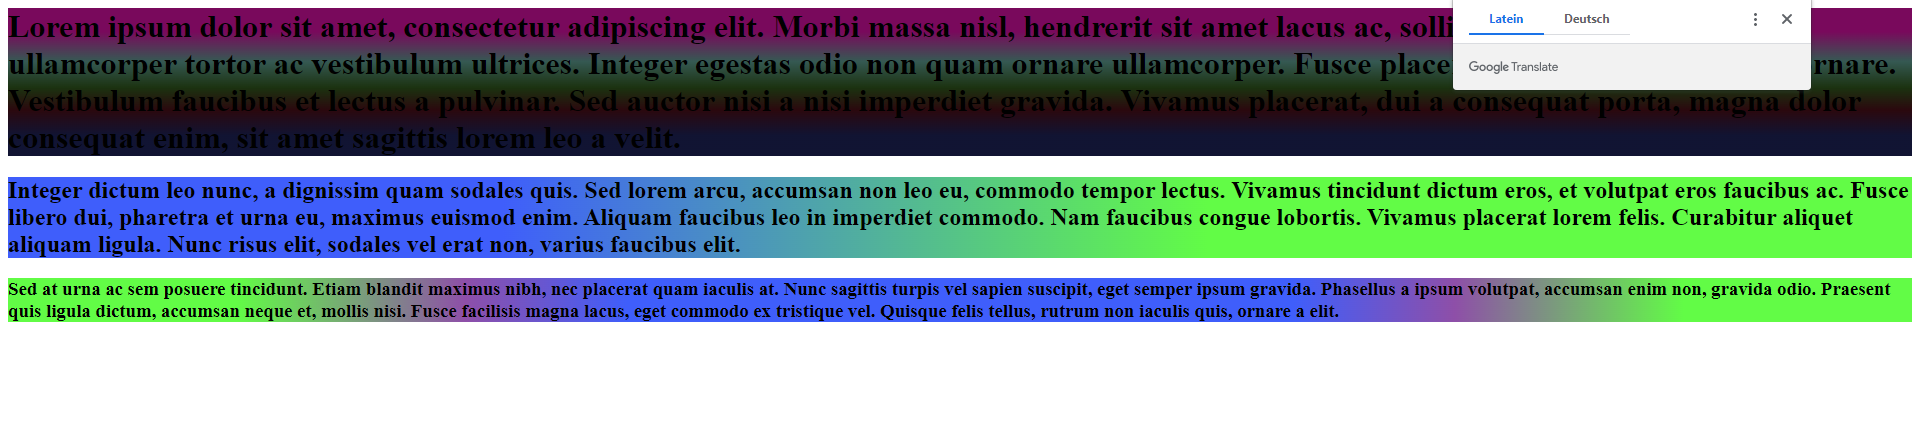 Lorem ipsum dolor sit amet, consectetur adipiscing elit. Morbi massa nisl, hendrerit sit amet lacus ac,
Latein Deutsch
ullamcorper tortor ac vestibulum ultrices. Integer egestas odio non quam ornare ullamcorper. Fusce
Google Translate
Vestibulum faucibus et lectus a pulvinar. Sed auctor nisi a nisi imperdiet gravida. Vivamus placerat, dui a consequat porta, magna dolor
consequat enim, sit amet sagittis lorem leo a velit.
Integer dictum leo nunc, a dignissim quam sodales quis. Sed lorem arcu, accumsan non leo eu, commodo tempor lectus. Vivamus tincidunt dictum eros, et volutpat eros faucibus ac. Fusce
libero dui, pharetra et urna eu, maximus euismod enim. Aliquam faucibus leo in imperdiet commodo. Nam faucibus congue lobortis. Vivamus placerat lorem felis. Curabitur aliquet
aliquam ligula. Nunc risus elit, sodales vel erat non, varius faucibus elit.
Sed at urna ac sem posuere tincidunt. Etiam blandit maximus nibh, nec placerat quam iaculis at. Nunc sagittis turpis vel sapien suscipit, eget semper ipsum gravida. Phasellus a ipsum volutpat, accumsan enim non, gravida odio. Praesent
quis ligula dictum, accumsan neque et, mollis nisi. Fusce facilisis magna lacus, eget commodo ex tristique vel. Quisque felis tellus, rutrum non iaculis quis, ornare a elit.